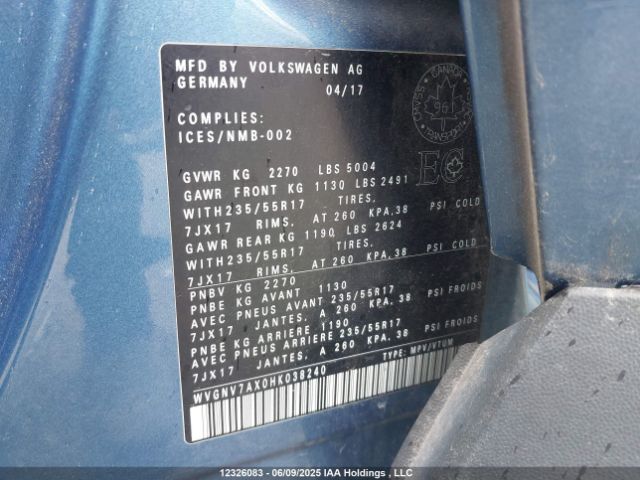 MFD BY VOLKSWAGEN AG
GERMANY 04/17
COMPLIES:
ICES/NMB-002
CANADA
CMVSS
961
TRANSPORT
EC
GVWR KG 2270 LBS 5004
GAWR FRONT KG 1130 LBS 2491
WITH235/55R17 TIRES,
7JX17 RIMS, AT 260 KPA,38 PSI COLD
GAWR REAR KG 1190 LBS 2624
WITH235/55R17 TIRES,
7JX17 RIMS, AT 260 KPA,38 PSI COLD
PNBV KG 2270
PNBE KG AVANT 1130
AVEC PNEUS AVANT 235/55R17
7JX17 JANTES, A 260 KPA, 38 PSI FROIDS
PNBE KG ARRIERE 1190
AVEC PNEUS ARRIERE 235/55R17
7JX17 JANTES, A 260 KPA, 38 PSI FROIDS
WVGNV7AX0HK038240 TYPE: MPV/VTUM
12326083 - 06/09/2025 IAA Holdings , LLC